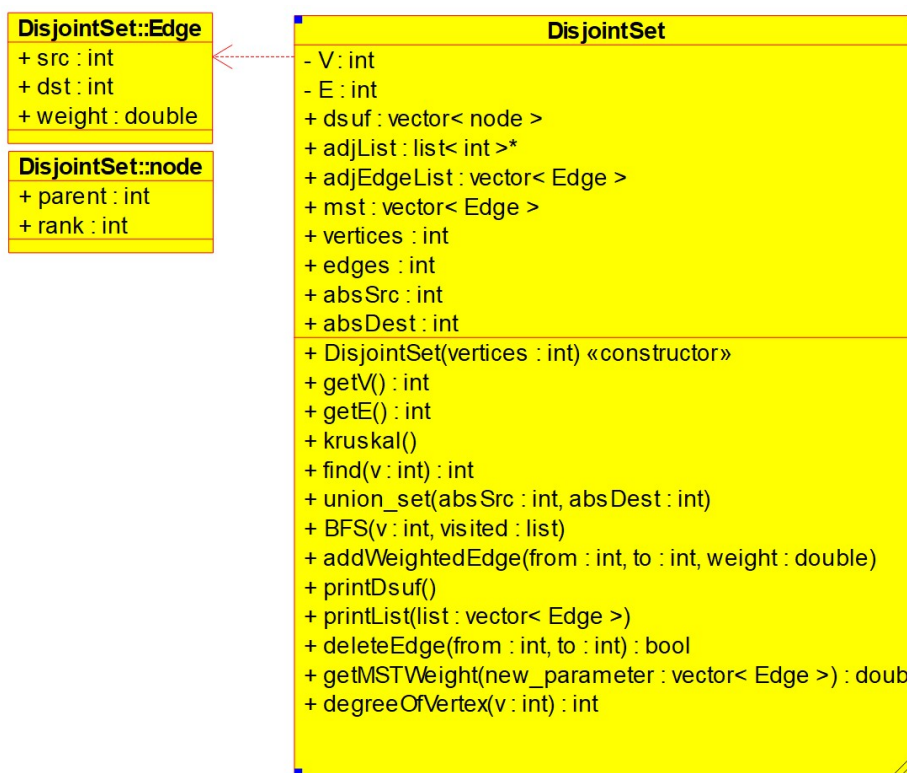 DisjointSet::Edge
+ src : int
+ dst : int
+ weight : double
DisjointSet::node
+ parent : int
+ rank : int
DisjointSet
- V : int
- E : int
+ dsuf : vector< node >
+ adjList : list< int >*
+ adjEdgeList : vector< Edge >
+ mst : vector< Edge >
+ vertices : int
+ edges : int
+ absSrc : int
+ absDest : int
+ DisjointSet(vertices : int) «constructor»
+ getV() : int
+ getE() : int
+ kruskal()
+ find(v : int) : int
+ union_set(absSrc : int, absDest : int)
+ BFS(v : int, visited : list)
+ addWeightedEdge(from : int, to : int, weight : double)
+ printDsuf()
+ printList(list : vector< Edge >)
+ deleteEdge(from : int, to : int) : bool
+ getMSTWeight(new_parameter : vector< Edge >) : doub
+ degreeOfVertex(v : int) : int